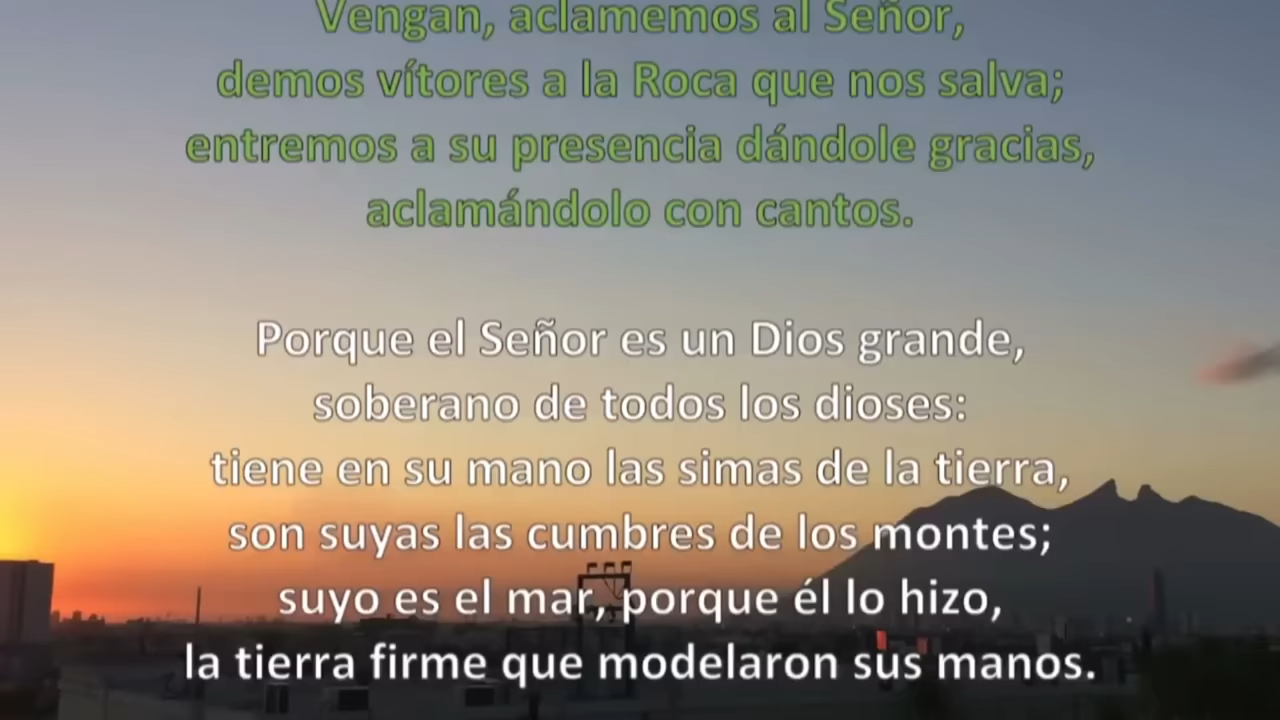 Vengan, aclamemos al Señor,
demos vítores a la Roca que nos salva;
entremos a su presencia dándole gracias,
aclamándolo con cantos.
Porque el Señor es un Dios grande,
soberano de todos los dioses:
tiene en su mano las simas de la tierra,
son suyas las cumbres de los montes;
suyo es el mar, porque él lo hizo,
la tierra firme que modelaron sus manos.